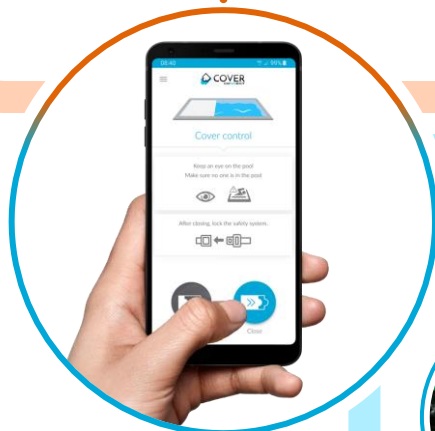 08:40
99%
COVER
Cover control
Keep an eye on the pool
Make sure no one is in the pool
After closing, lock the safety system.
Close